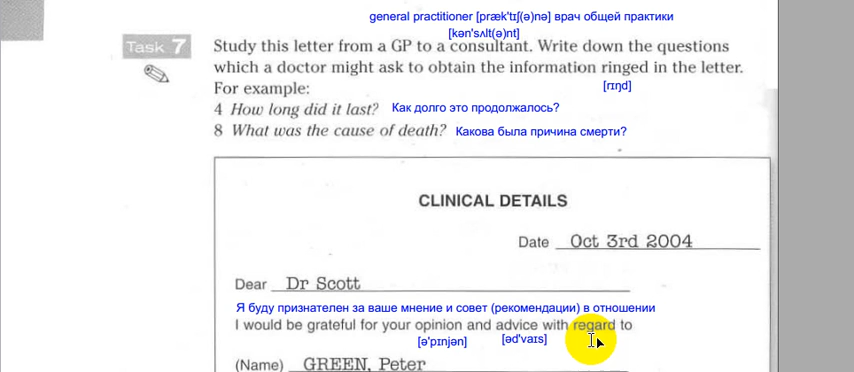 general practitioner [præk'tɪʃ(ə)nə] врач общей практики
[kən'sʌlt(ə)nt]
Task 7 Study this letter from a GP to a consultant. Write down the questions
which a doctor might ask to obtain the information ringed in the letter.
For example: [rɪŋd]
4 How long did it last? Как долго это продолжалось?
8 What was the cause of death? Какова была причина смерти?
CLINICAL DETAILS
Date Oct 3rd 2004
Dear Dr Scott
Я буду признателен за ваше мнение и совет (рекомендации) в отношении
I would be grateful for your opinion and advice with regard to
[ə'pɪnjən] [əd'vaɪs]
(Name) GREEN, Peter